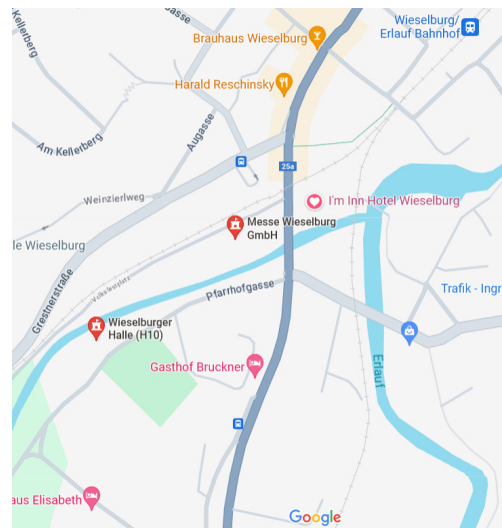 Kellerberg
Wieselburg/
Erlauf Bahnhof
Brauhaus Wieselburg
Harald Reschinsky
Augasse
Am Kellerberg
25a
Weinzierlweg
I'm Inn Hotel Wieselburg
Messe Wieselburg
GmbH
le Wieselburg
Grestnerstraße
Volksfestplatz
Pfarrhofgasse
Trafik - Ingr
Wieselburger
Halle (H10)
Gasthof Bruckner
Erlauf
aus Elisabeth
Google